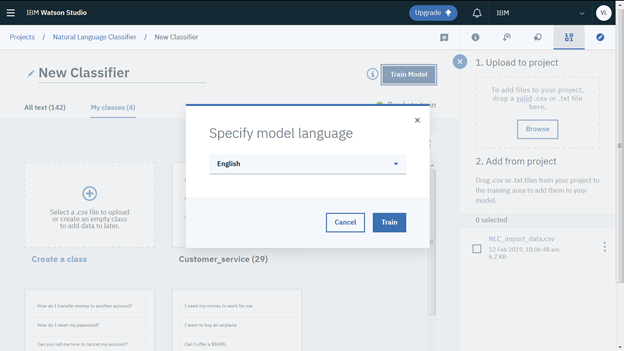 IBM Watson Studio
Upgrade
IBM
VL
Projects / Natural Language Classifier / New Classifier
New Classifier
Train Model
All text (142)
My classes (4)
Specify model language
English
Cancel
Train
Select a .csv file to upload
or create an empty class
to add data to later.
Create a class
Customer_service (29)
How do I transfer money to another account?
How do I reset my password?
Can you tell me how to cancel my account?
I need my money to work for me
I want to buy an airplane
Can I offer a $500K.
1. Upload to project
To add files to your project,
drop a valid .csv or .txt file
here.
Browse
2. Add from project
Drag .csv or .txt files from your project to
the training area to add them to your
model.
0 selected
NLC_import_data.csv
12 Feb 2019, 10:06:48 am
6.2 KB